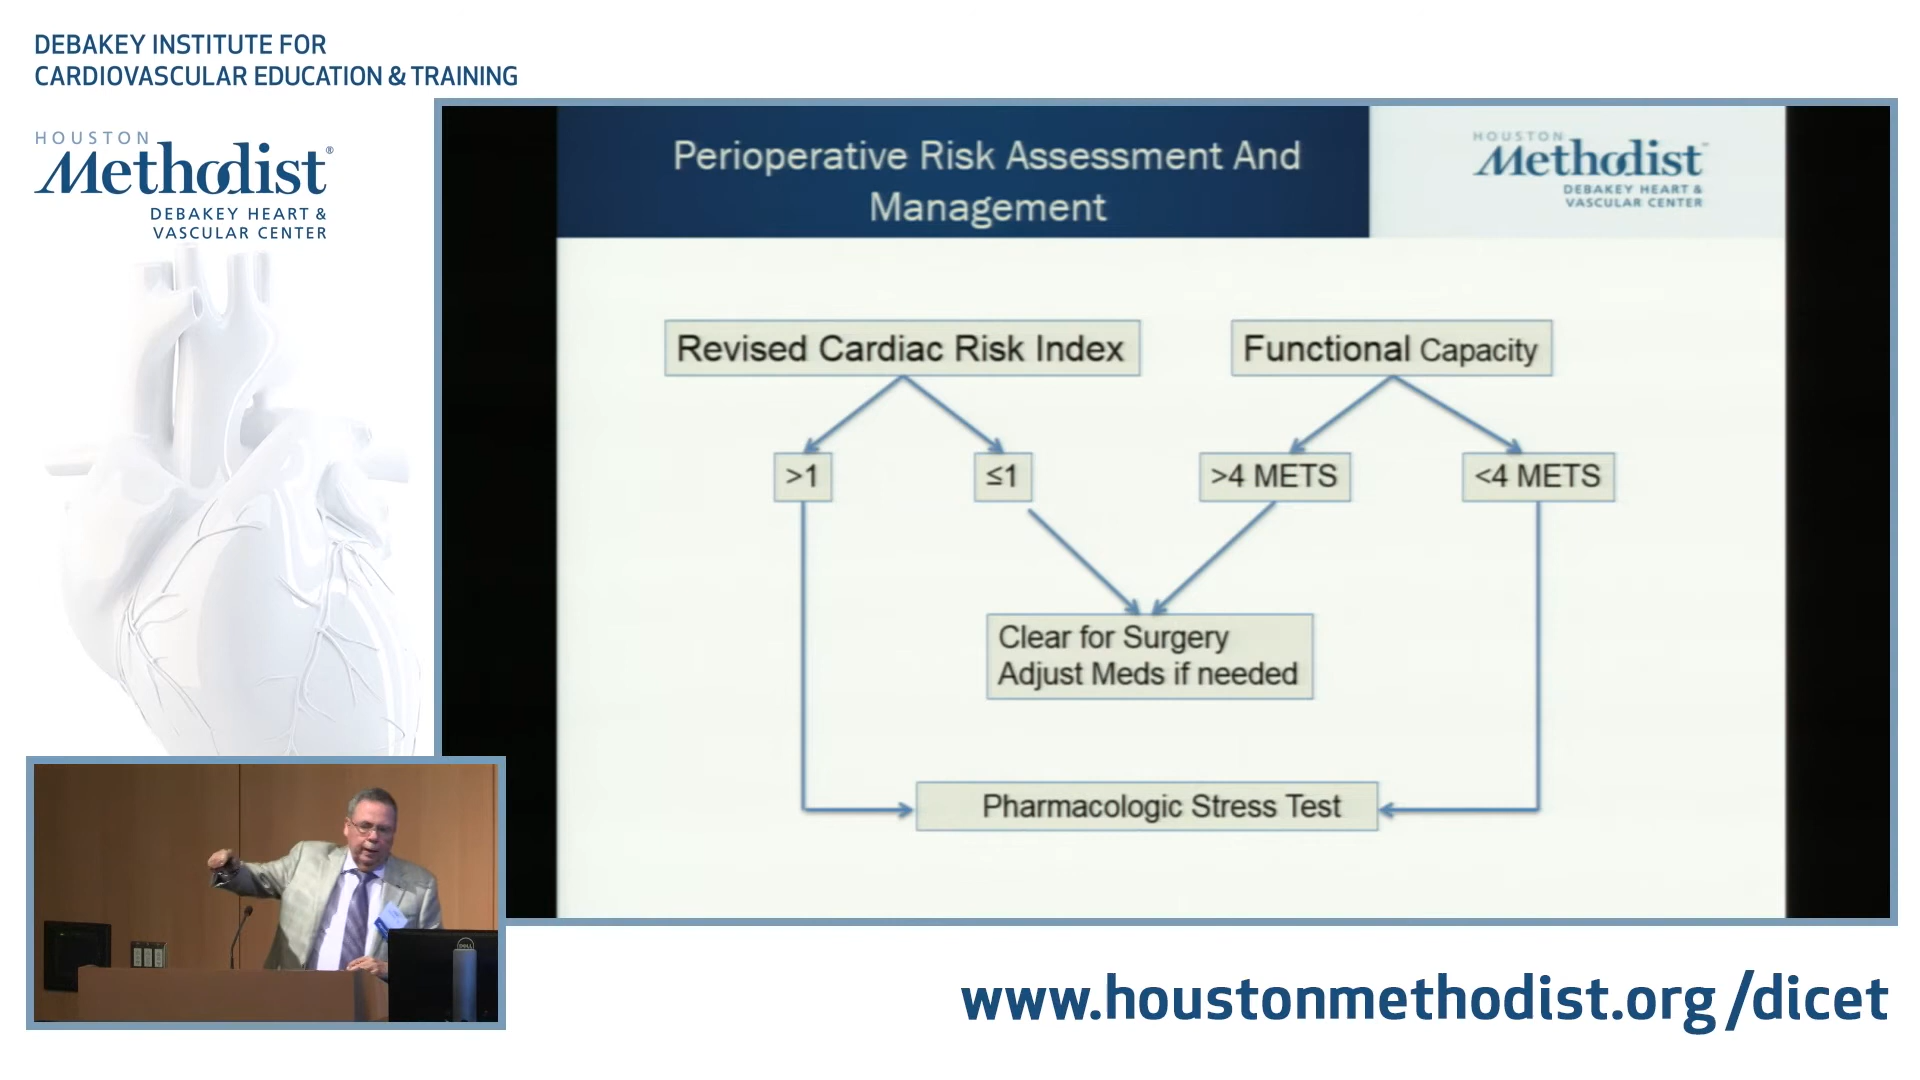 DEBAKEY INSTITUTE FOR
CARDIOVASCULAR EDUCATION & TRAINING
HOUSTON
Methodist®
DEBAKEY HEART &
VASCULAR CENTER
Perioperative Risk Assessment And
Management
HOUSTON
Methodist
DEBAKEY HEART &
VASCULAR CENTER
Revised Cardiac Risk Index
Functional Capacity
>1
≤1
>4 METS
<4 METS
Clear for Surgery
Adjust Meds if needed
Pharmacologic Stress Test
DELL
www.houstonmethodist.org/dicet